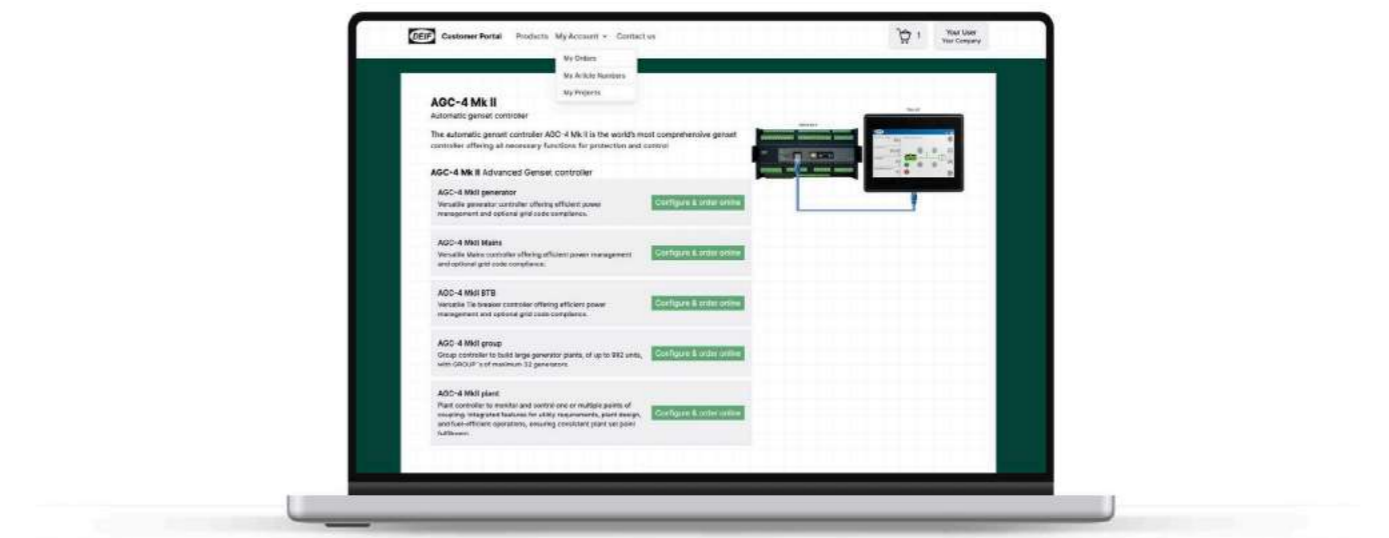 DEIF Customer Portal Products My Account Contact us 1 Your User
Your Company
My Orders
My Article Numbers
My Projects
AGC-4 Mk II
Automatic genset controller
The automatic genset controller AGC-4 Mk II is the world's most comprehensive genset
controller offering all necessary functions for protection and control
AGC-4 Mk II Advanced Genset controller
AGC-4 MkII generator
Versatile generator controller offering efficient power
management and optional grid code compliance.
Configure & order online
AGC-4 MkII Mains
Versatile Mains controller offering efficient power management
and optional grid code compliance.
Configure & order online
AGC-4 MkII BTB
Versatile Tie breaker controller offering efficient power
management and optional grid code compliance.
Configure & order online
AGC-4 MkII group
Group controller to build large generator plants, of up to 992 units,
with GROUP´s of maximum 32 generators
Configure & order online
AGC-4 MkII plant
Plant controller to monitor and control one or multiple points of
coupling. Integrated features for utility requirements, plant design,
and fuel-efficient operations, ensuring consistent plant set point
fulfilment.
Configure & order online